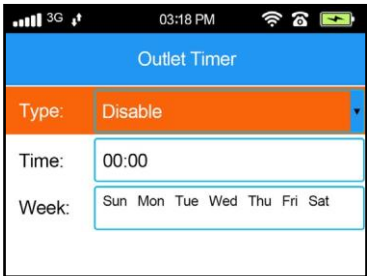 3G 03:18 PM
Outlet Timer
Type: Disable
Time: 00:00
Week: Sun Mon Tue Wed Thu Fri Sat